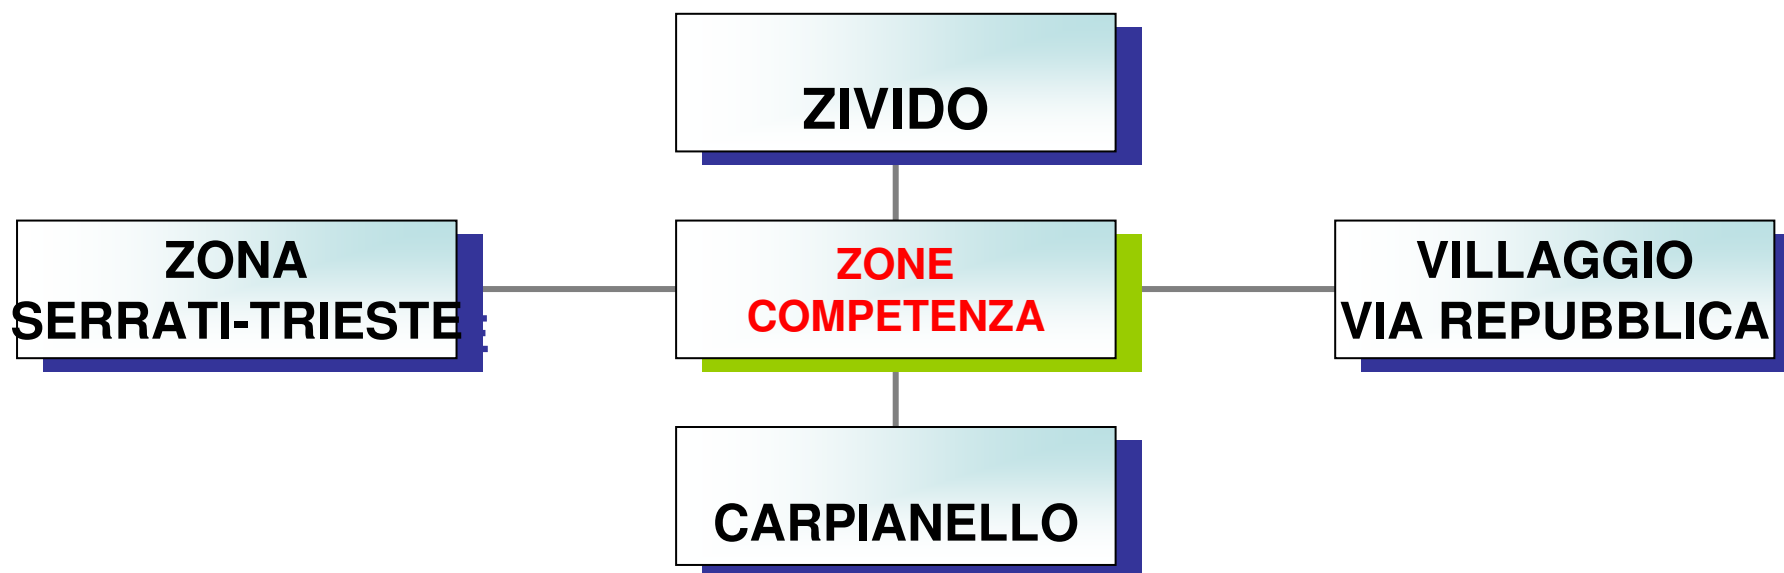 ZIVIDO
ZONA
SERRATI-TRIESTE
ZONE
COMPETENZA
VILLAGGIO
VIA REPUBBLICA
CARPIANELLO